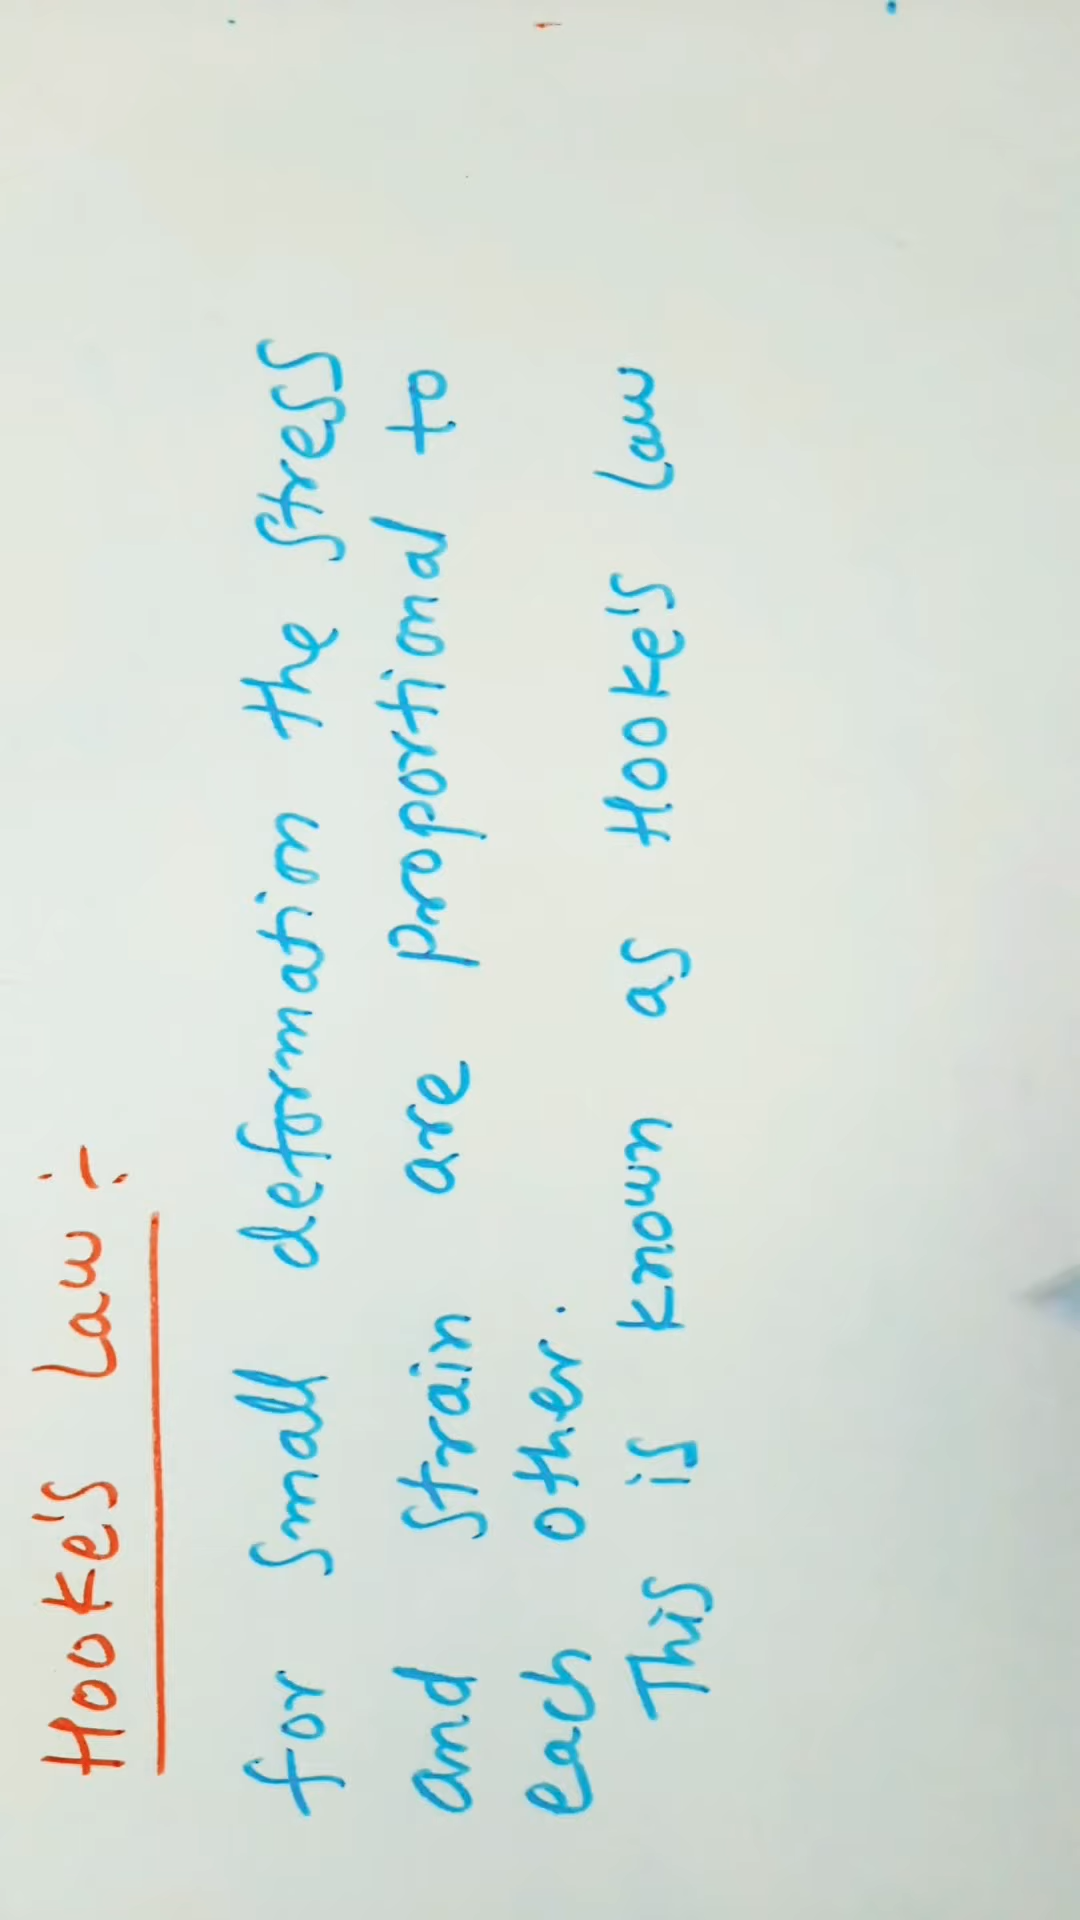 Hooke's Law :-
for small deformation the stress
and strain are proportional to
each other.
This is known as Hooke's Law